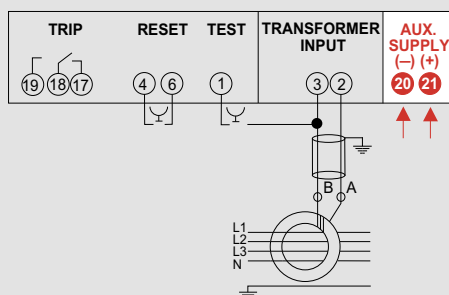 TRIP RESET TEST TRANSFORMER INPUT AUX. SUPPLY
(—) (+)
19 18 17 4 6 1 3 2 20 21
B A
L1
L2
L3
N